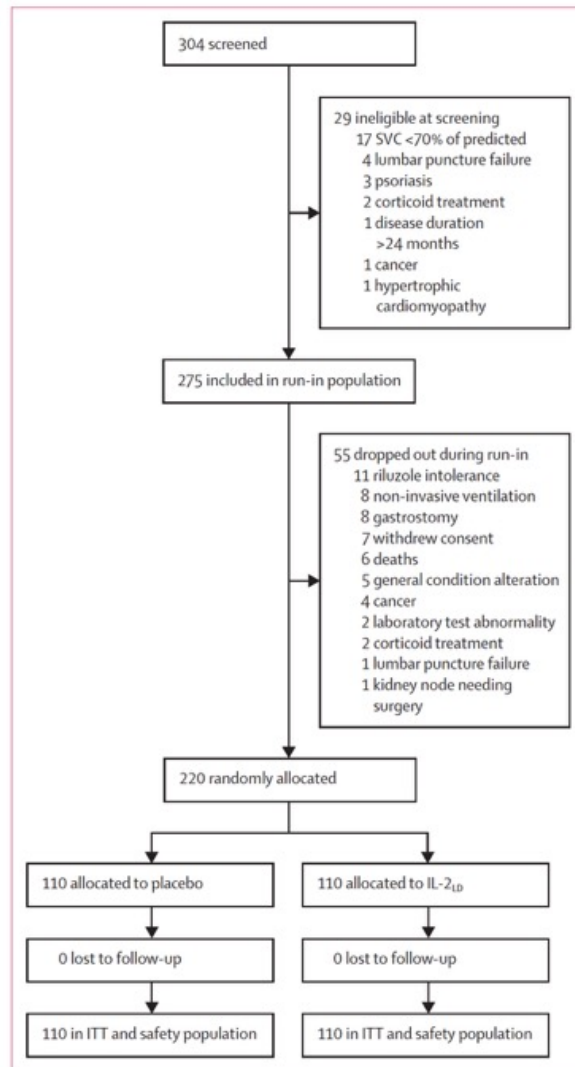 304 screened
29 ineligible at screening
17 SVC <70% of predicted
4 lumbar puncture failure
3 psoriasis
2 corticoid treatment
1 disease duration
>24 months
1 cancer
1 hypertrophic
cardiomyopathy
275 included in run-in population
55 dropped out during run-in
11 riluzole intolerance
8 non-invasive ventilation
8 gastrostomy
7 withdrew consent
6 deaths
5 general condition alteration
4 cancer
2 laboratory test abnormality
2 corticoid treatment
1 lumbar puncture failure
1 kidney node needing
surgery
220 randomly allocated
110 allocated to placebo
110 allocated to IL-2LD
0 lost to follow-up
0 lost to follow-up
110 in ITT and safety population
110 in ITT and safety population